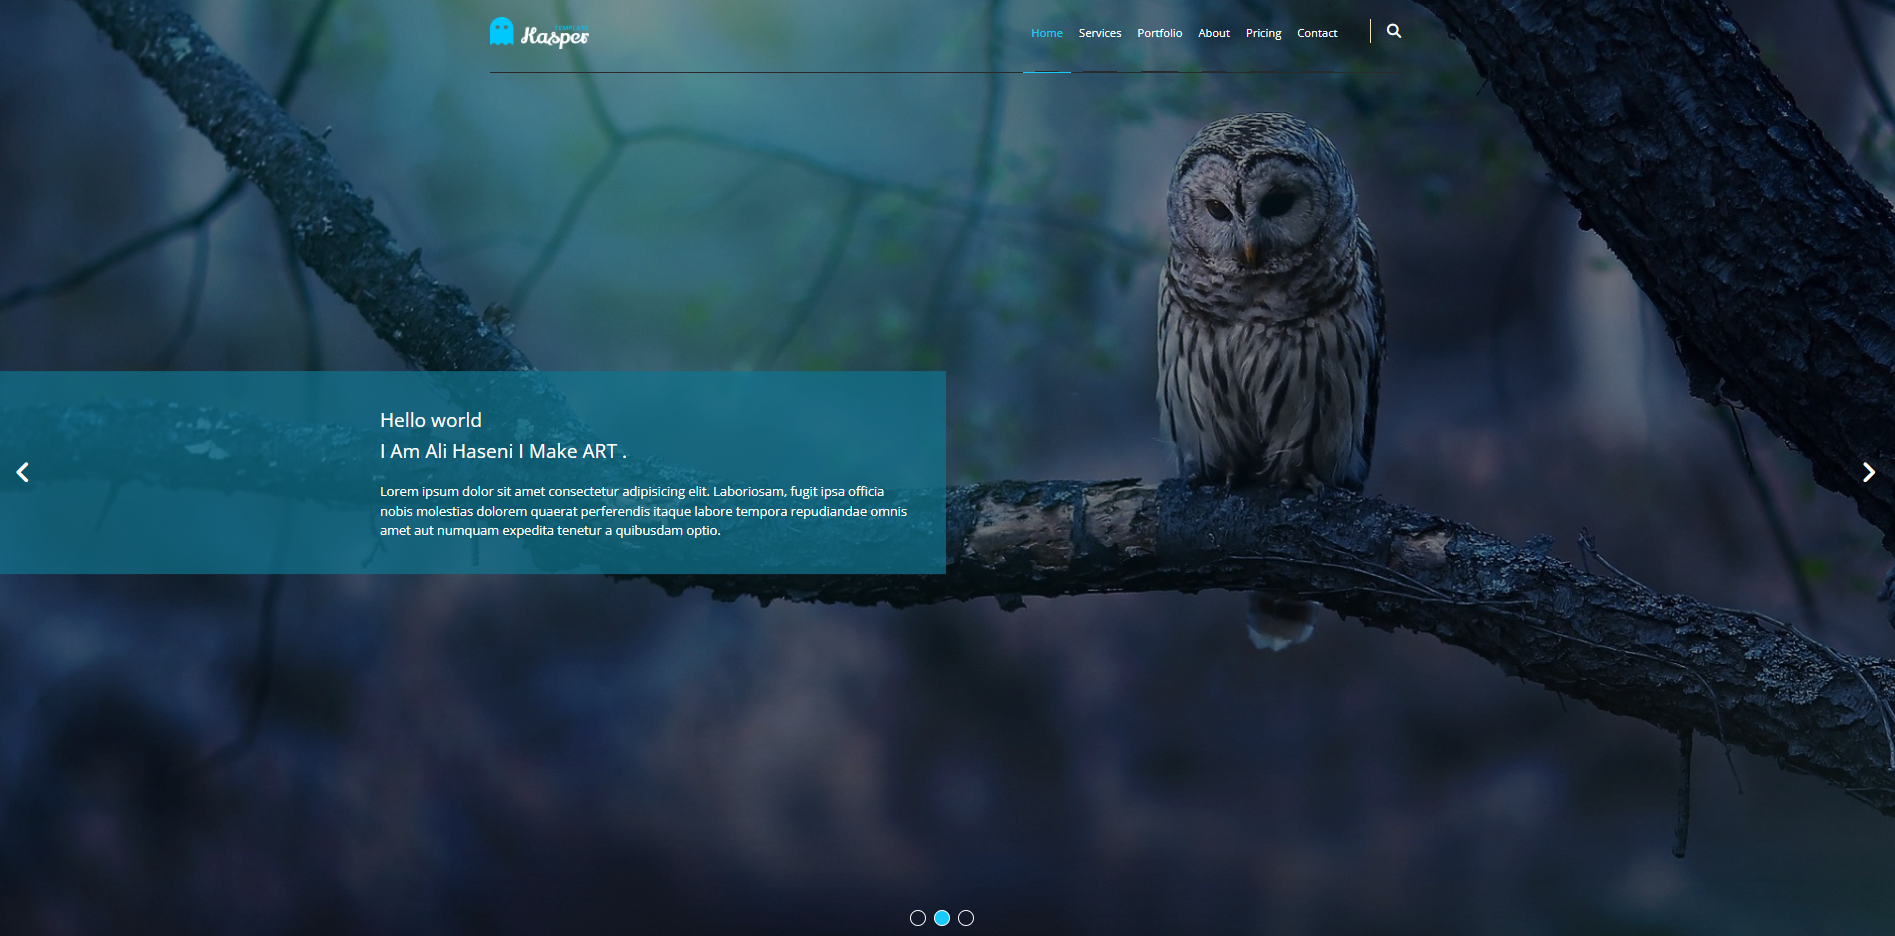 TEMPLATE
Kasper
Home Services Portfolio About Pricing Contact
Hello world
I Am Ali Haseni I Make ART .
Lorem ipsum dolor sit amet consectetur adipisicing elit. Laboriosam, fugit ipsa officia
nobis molestias dolorem quaerat perferendis itaque labore tempora repudiandae omnis
amet aut numquam expedita tenetur a quibusdam optio.